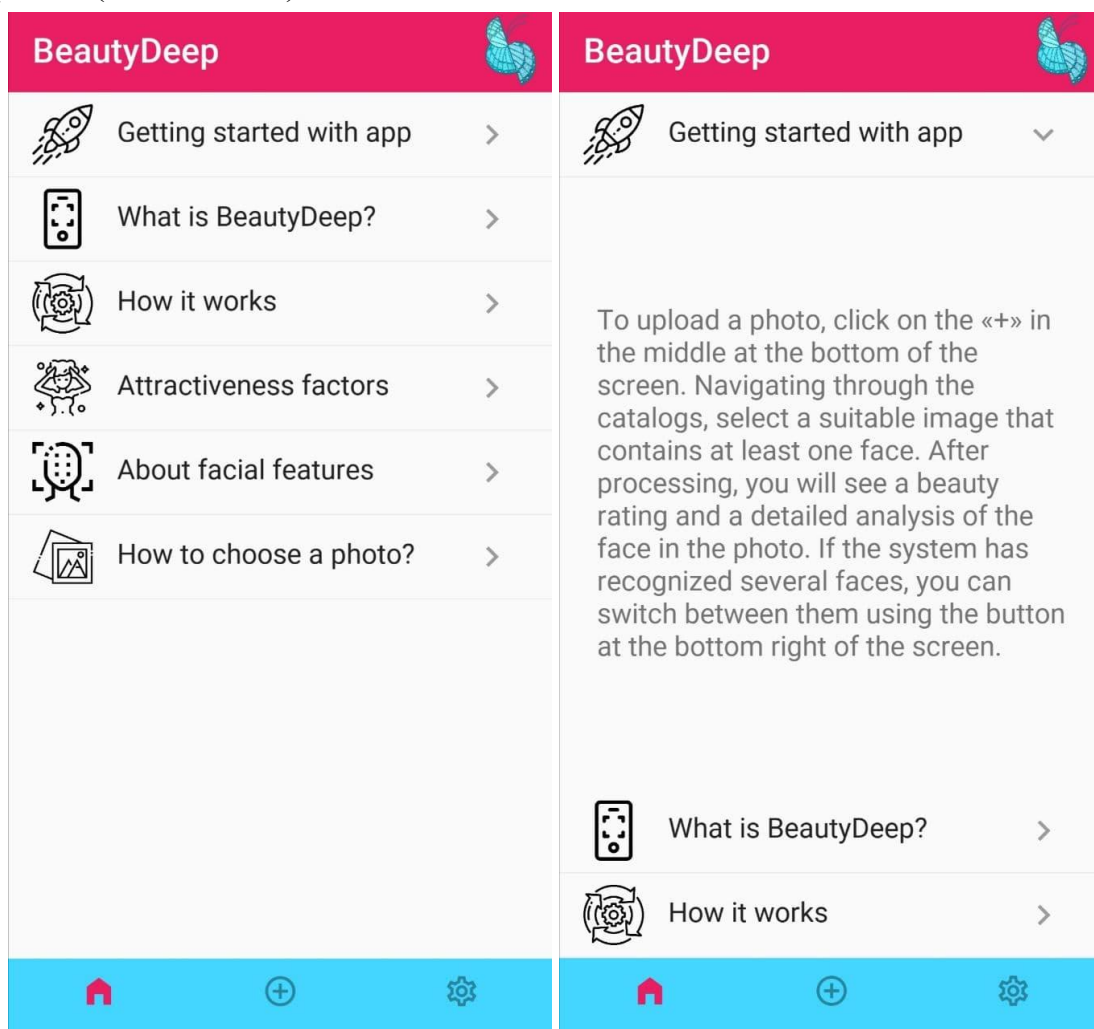 BeautyDeep
Getting started with app
What is BeautyDeep?
How it works
Attractiveness factors
About facial features
How to choose a photo?
BeautyDeep
Getting started with app
To upload a photo, click on the «+» in
the middle at the bottom of the
screen. Navigating through the
catalogs, select a suitable image that
contains at least one face. After
processing, you will see a beauty
rating and a detailed analysis of the
face in the photo. If the system has
recognized several faces, you can
switch between them using the button
at the bottom right of the screen.
What is BeautyDeep?
How it works